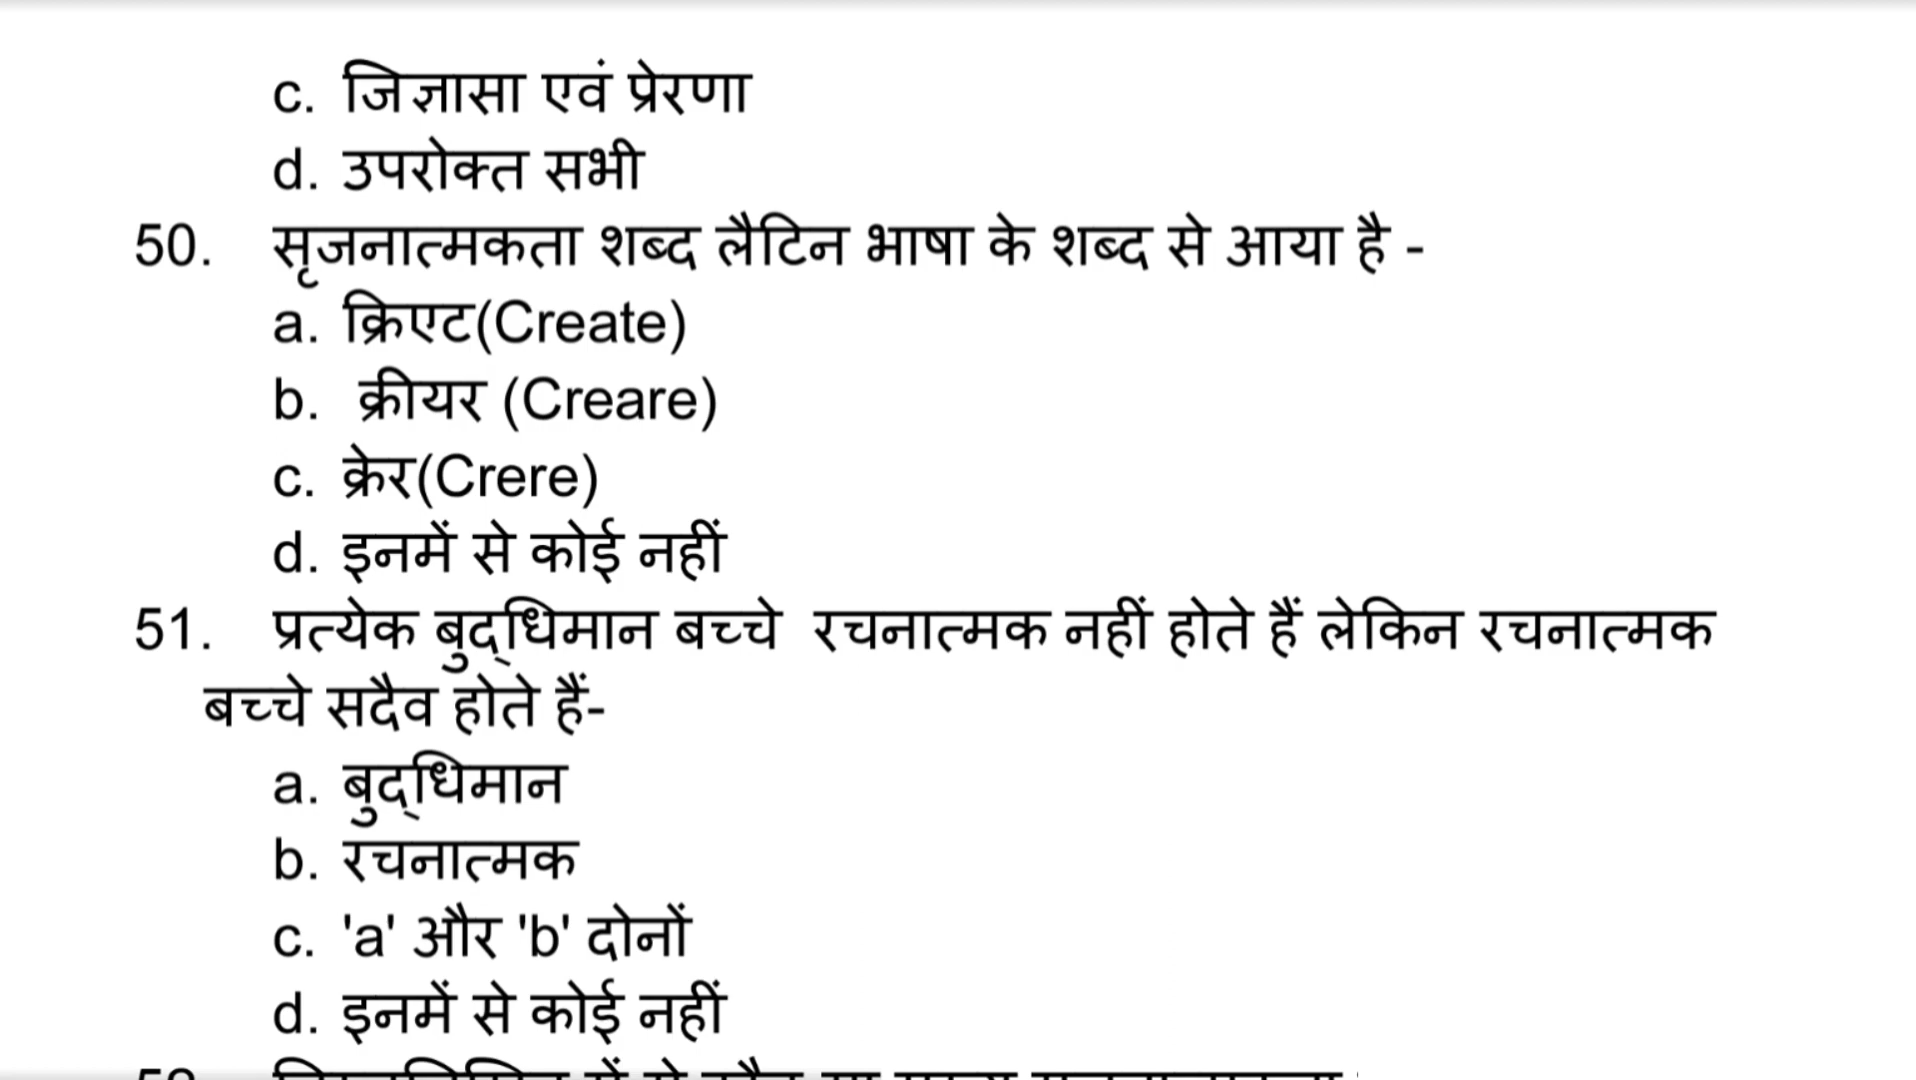 c. जिज्ञासा एवं प्रेरणा
d. उपरोक्त सभी
50. सृजनात्मकता शब्द लैटिन भाषा के शब्द से आया है -
a. क्रिएट(Create)
b. क्रीयर (Creare)
c. क्रेर(Crere)
d. इनमें से कोई नहीं
51. प्रत्येक बुद्धिमान बच्चे रचनात्मक नहीं होते हैं लेकिन रचनात्मक
बच्चे सदैव होते हैं-
a. बुद्धिमान
b. रचनात्मक
c. 'a' और 'b' दोनों
d. इनमें से कोई नहीं